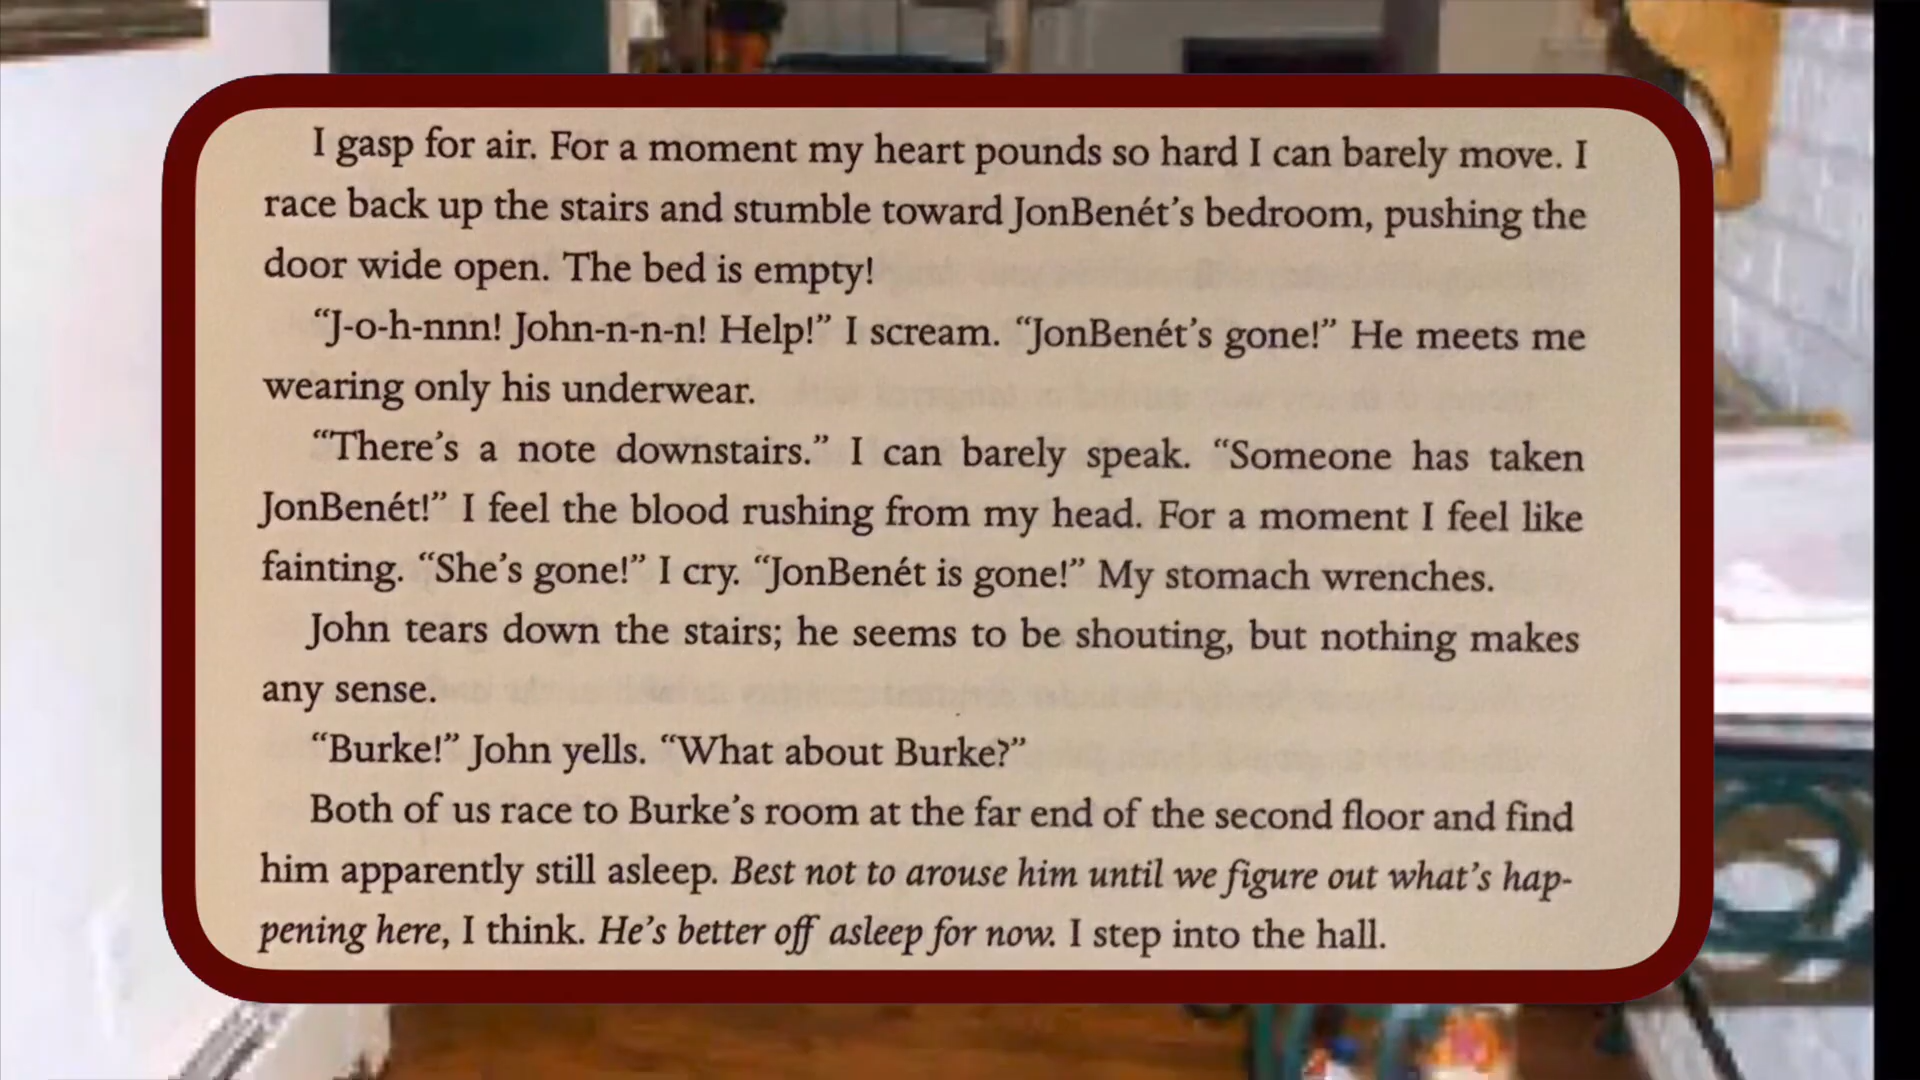 I gasp for air. For a moment my heart pounds so hard I can barely move. I
race back up the stairs and stumble toward JonBenét’s bedroom, pushing the
door wide open. The bed is empty!
“J-o-h-nnn! John-n-n-n! Help!” I scream. “JonBenét’s gone!” He meets me
wearing only his underwear.
“There’s a note downstairs.” I can barely speak. “Someone has taken
JonBenét!” I feel the blood rushing from my head. For a moment I feel like
fainting. “She’s gone!” I cry. “JonBenét is gone!” My stomach wrenches.
John tears down the stairs; he seems to be shouting, but nothing makes
any sense.
“Burke!” John yells. “What about Burke?”
Both of us race to Burke’s room at the far end of the second floor and find
him apparently still asleep. Best not to arouse him until we figure out what’s hap-
pening here, I think. He’s better off asleep for now. I step into the hall.